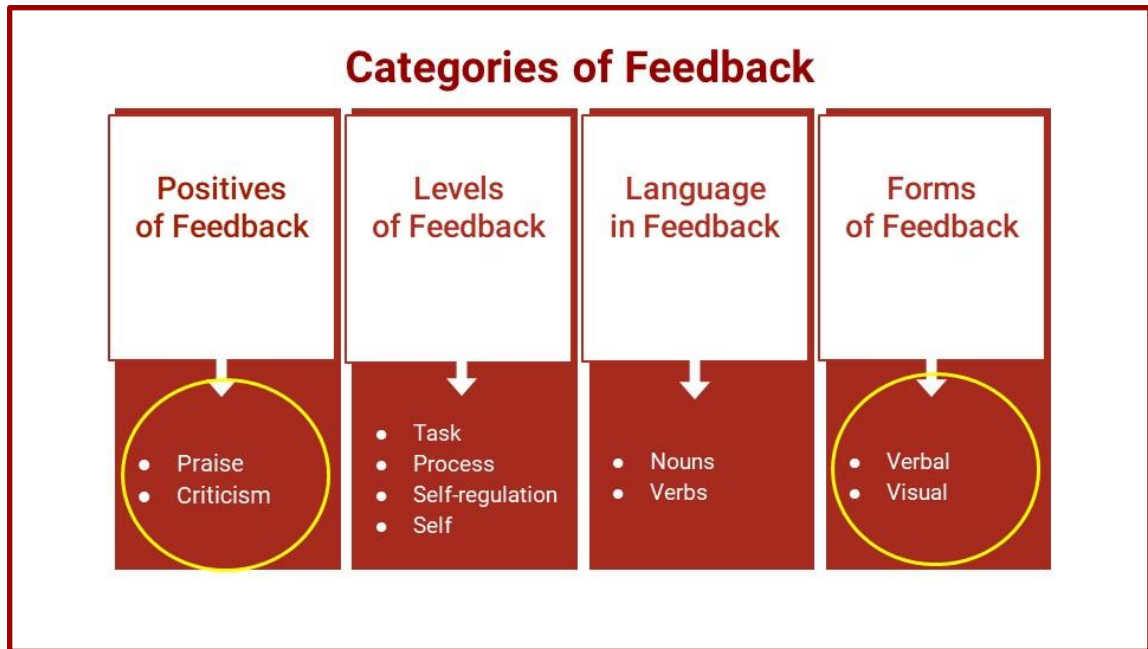 Categories of Feedback
Positives
of Feedback
● Praise
● Criticism
Levels
of Feedback
● Task
● Process
● Self-regulation
● Self
Language
in Feedback
● Nouns
● Verbs
Forms
of Feedback
● Verbal
● Visual